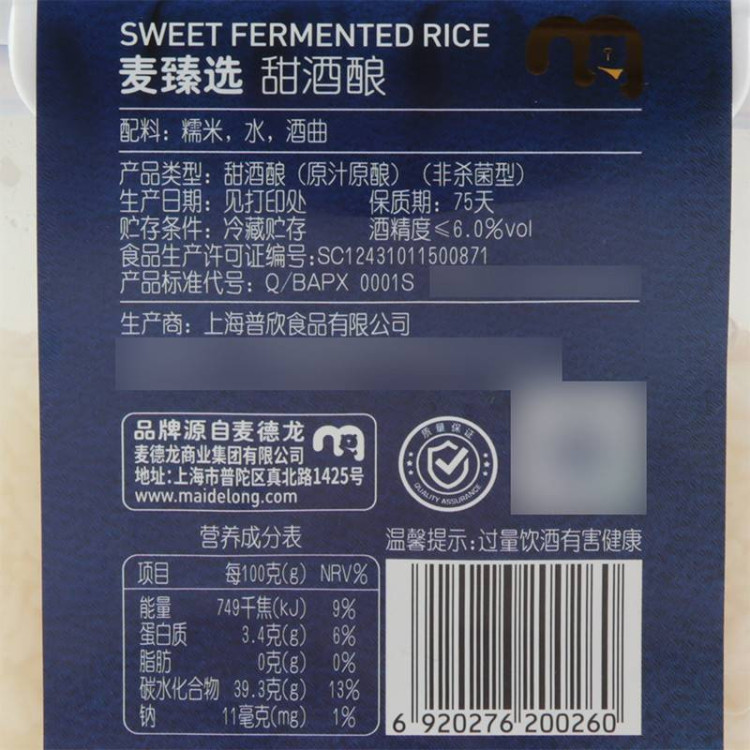 SWEET FERMENTED RICE
麦臻选 甜酒酿
配料：糯米，水，酒曲
产品类型：甜酒酿（原汁原酿）（非杀菌型）
生产日期：见打印处 保质期：75天
贮存条件：冷藏贮存 酒精度≤6.0%vol
食品生产许可证编号:SC12431011500871
产品标准代号：Q/BAPX 0001S
生产商：上海普欣食品有限公司
品牌源自麦德龙
麦德龙商业集团有限公司
地址:上海市普陀区真北路1425号
www.maidelong.com
质量保证
QUALITY ASSURANCE
营养成分表
温馨提示:过量饮酒有害健康
项目 每100克(g) NRV%
能量 749千焦(kJ) 9%
蛋白质 3.4克(g) 6%
脂肪 0克(g) 0%
碳水化合物 39.3克(g) 13%
钠 11毫克(mg) 1%
6 920276 200260